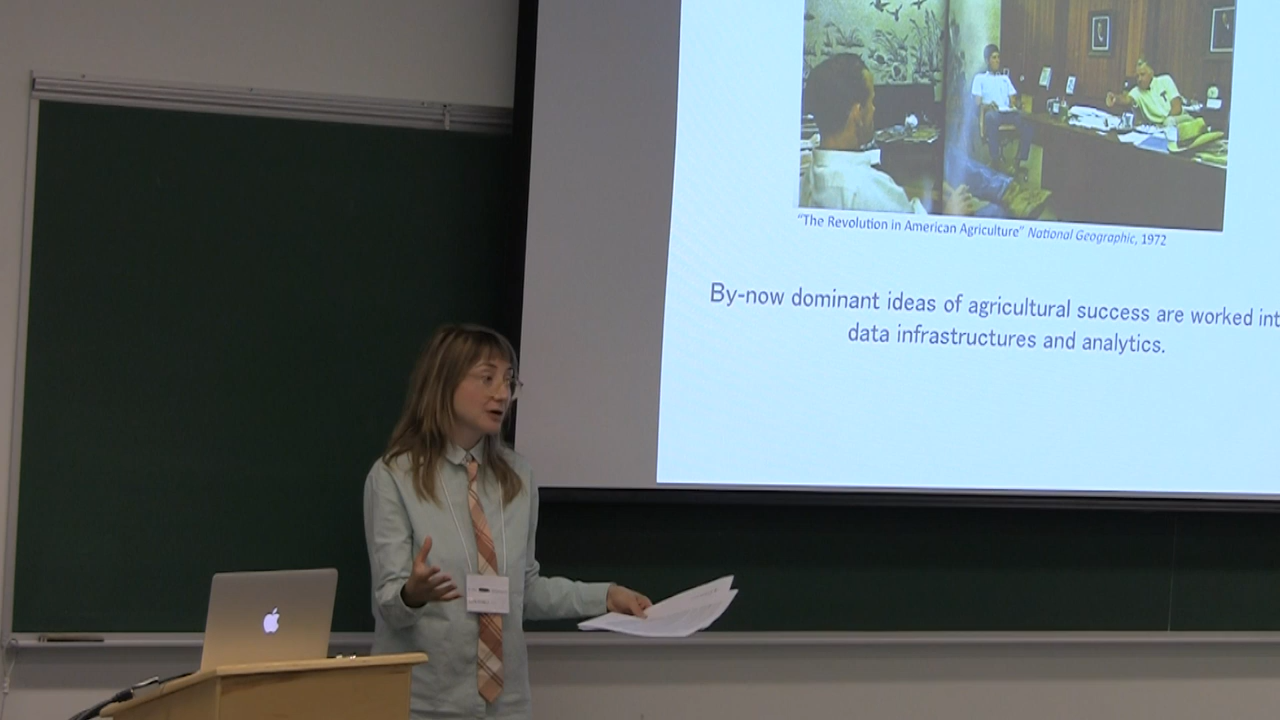 "The Revolution in American Agriculture" National Geographic, 1972
By-now dominant ideas of agricultural success are worked int
data infrastructures and analytics.